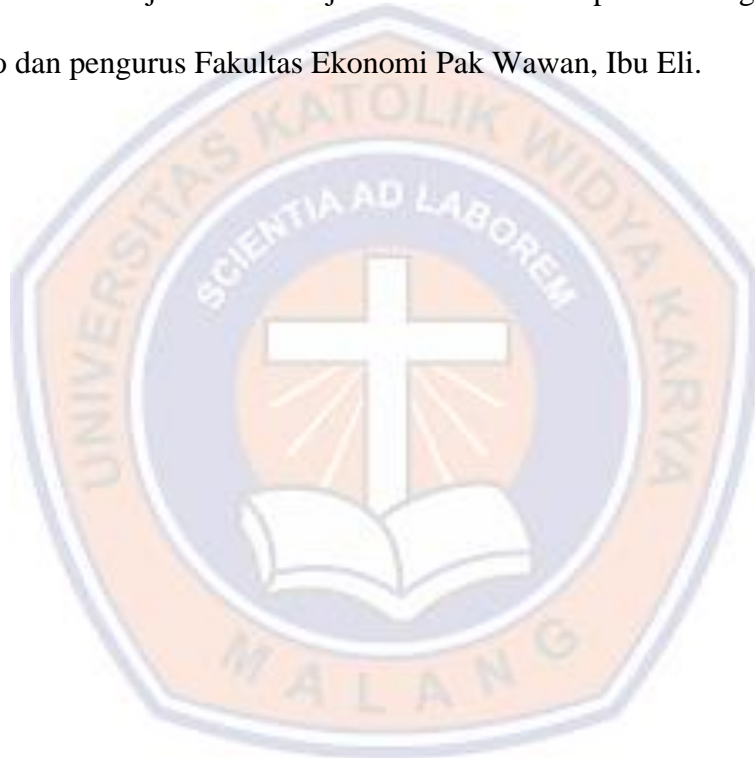 o dan pengurus Fakultas Ekonomi Pak Wawan, Ibu Eli.
UNIVERSITAS KATOLIK WIDYA KARYA
SCIENTIA AD LABOREM
MALANG